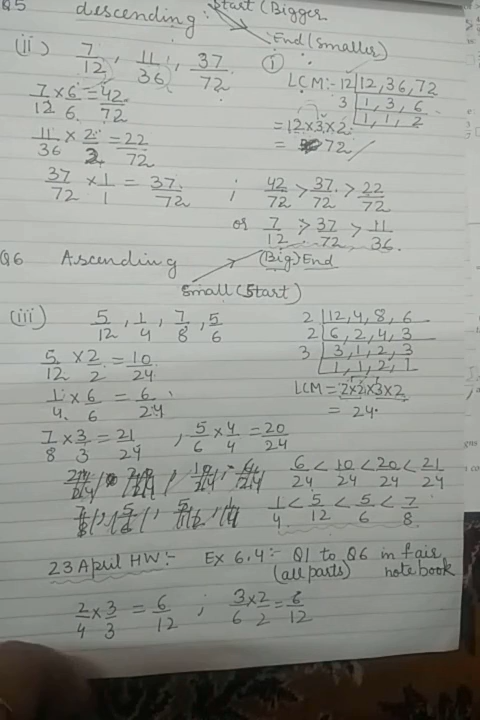 Q5 descending: Start (Bigger
End (smaller)
(ii) 7/12, 11/36, 37/72 ①
LCM:- 12 | 12, 36, 72
3 | 1, 3, 6
1, 1, 2
7/12 × 6/6 = 42/72
= 12×3×2
= 72
11/36 × 2/2 = 22/72
37/72 × 1/1 = 37/72 ; 42/72 > 37/72 > 22/72
or 7/12 > 37/72 > 11/36.
Q6 Ascending (Big) End
Small (Start)
(iii) 5/12, 1/4, 7/8, 5/6
2 | 12, 4, 8, 6
2 | 6, 2, 4, 3
3 | 3, 1, 2, 3
1, 1, 2, 1
5/12 × 2/2 = 10/24
LCM = 2×2×3×2
= 24.
1/4 × 6/6 = 6/24
7/8 × 3/3 = 21/24 , 5/6 × 4/4 = 20/24
6/24 < 10/24 < 20/24 < 21/24
1/4 < 5/12 < 5/6 < 7/8.
23 April HW:- Ex 6.4:- Q1 to Q6 in fair
(all parts) notebook
2/4 × 3/3 = 6/12 ; 3/6 × 2/2 = 6/12